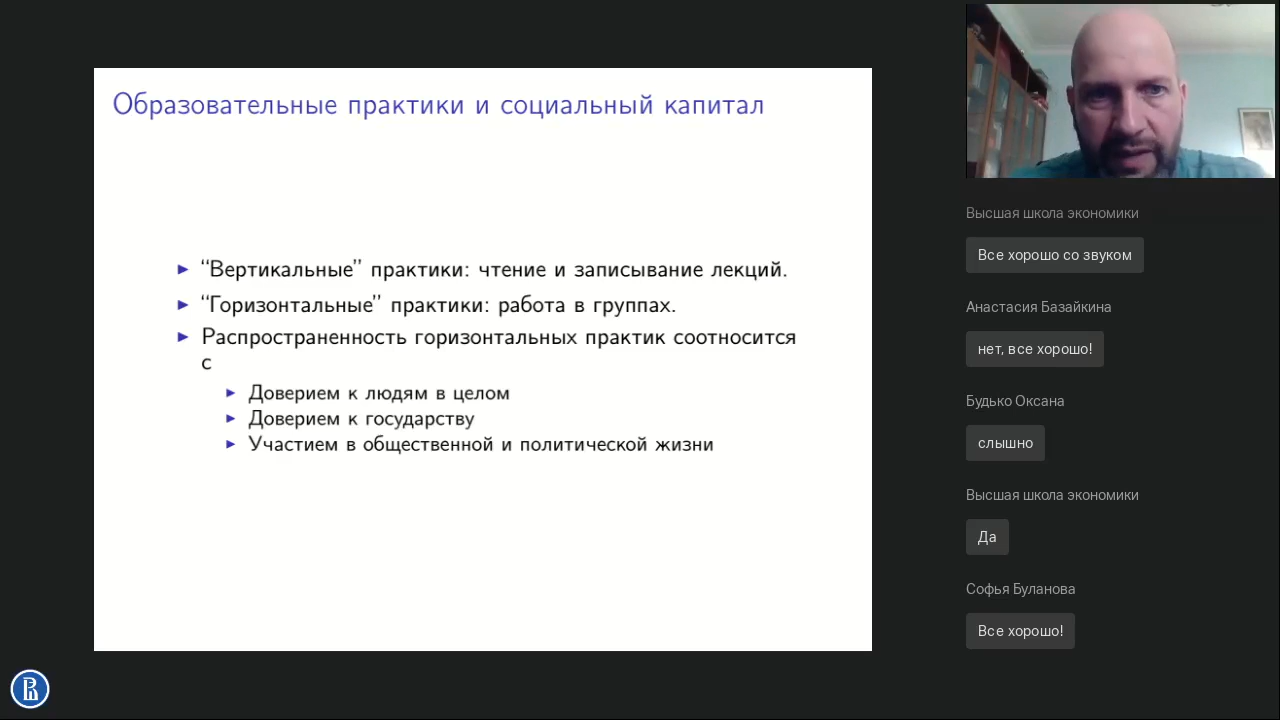 Образовательные практики и социальный капитал
“Вертикальные” практики: чтение и записывание лекций.
“Горизонтальные” практики: работа в группах.
Распространенность горизонтальных практик соотносится
с
Доверием к людям в целом
Доверием к государству
Участием в общественной и политической жизни
Высшая школа экономики
Все хорошо со звуком
Анастасия Базайкина
нет, все хорошо!
Будько Оксана
слышно
Высшая школа экономики
Да
Софья Буланова
Все хорошо!